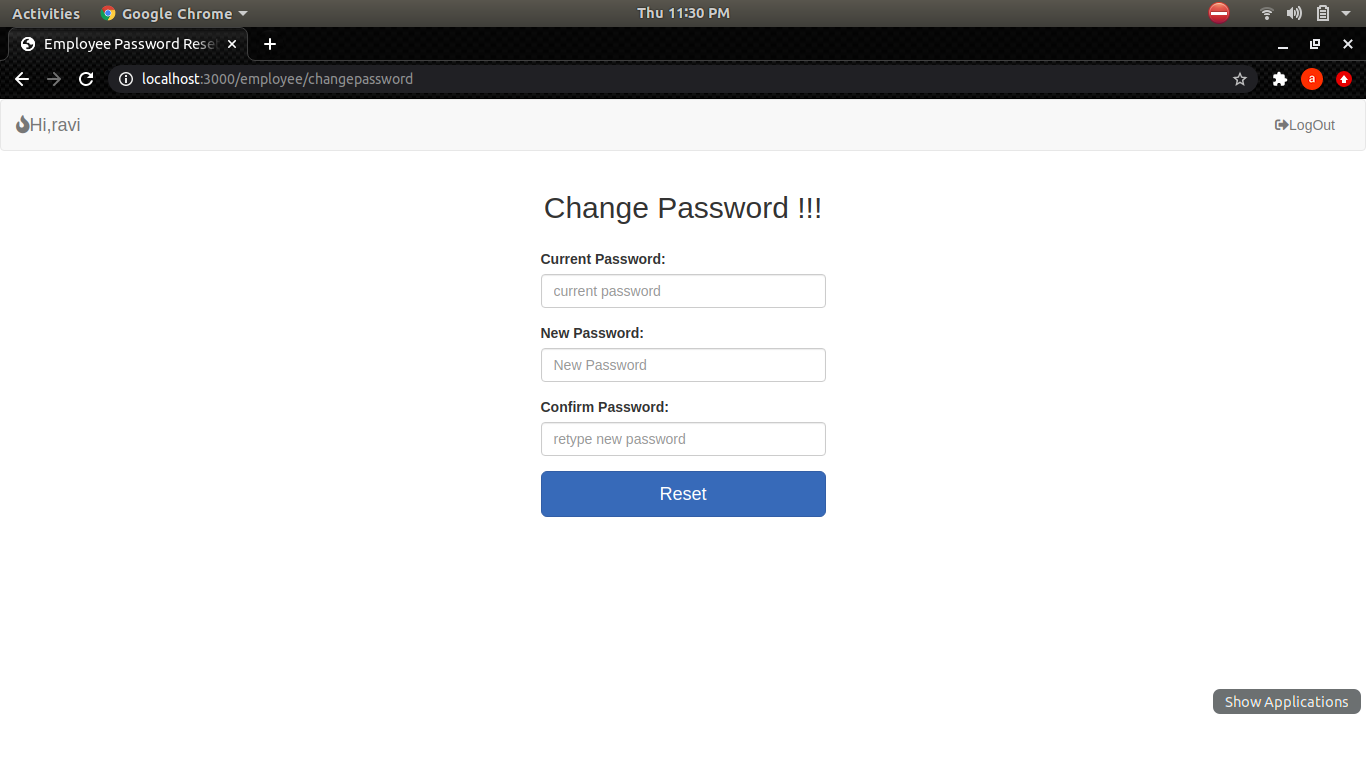 Activities Google Chrome Thu 11:30 PM
Employee Password Rese
localhost:3000/employee/changepassword a
Hi,ravi LogOut
Change Password !!!
Current Password:
current password
New Password:
New Password
Confirm Password:
retype new password
Reset
Show Applications